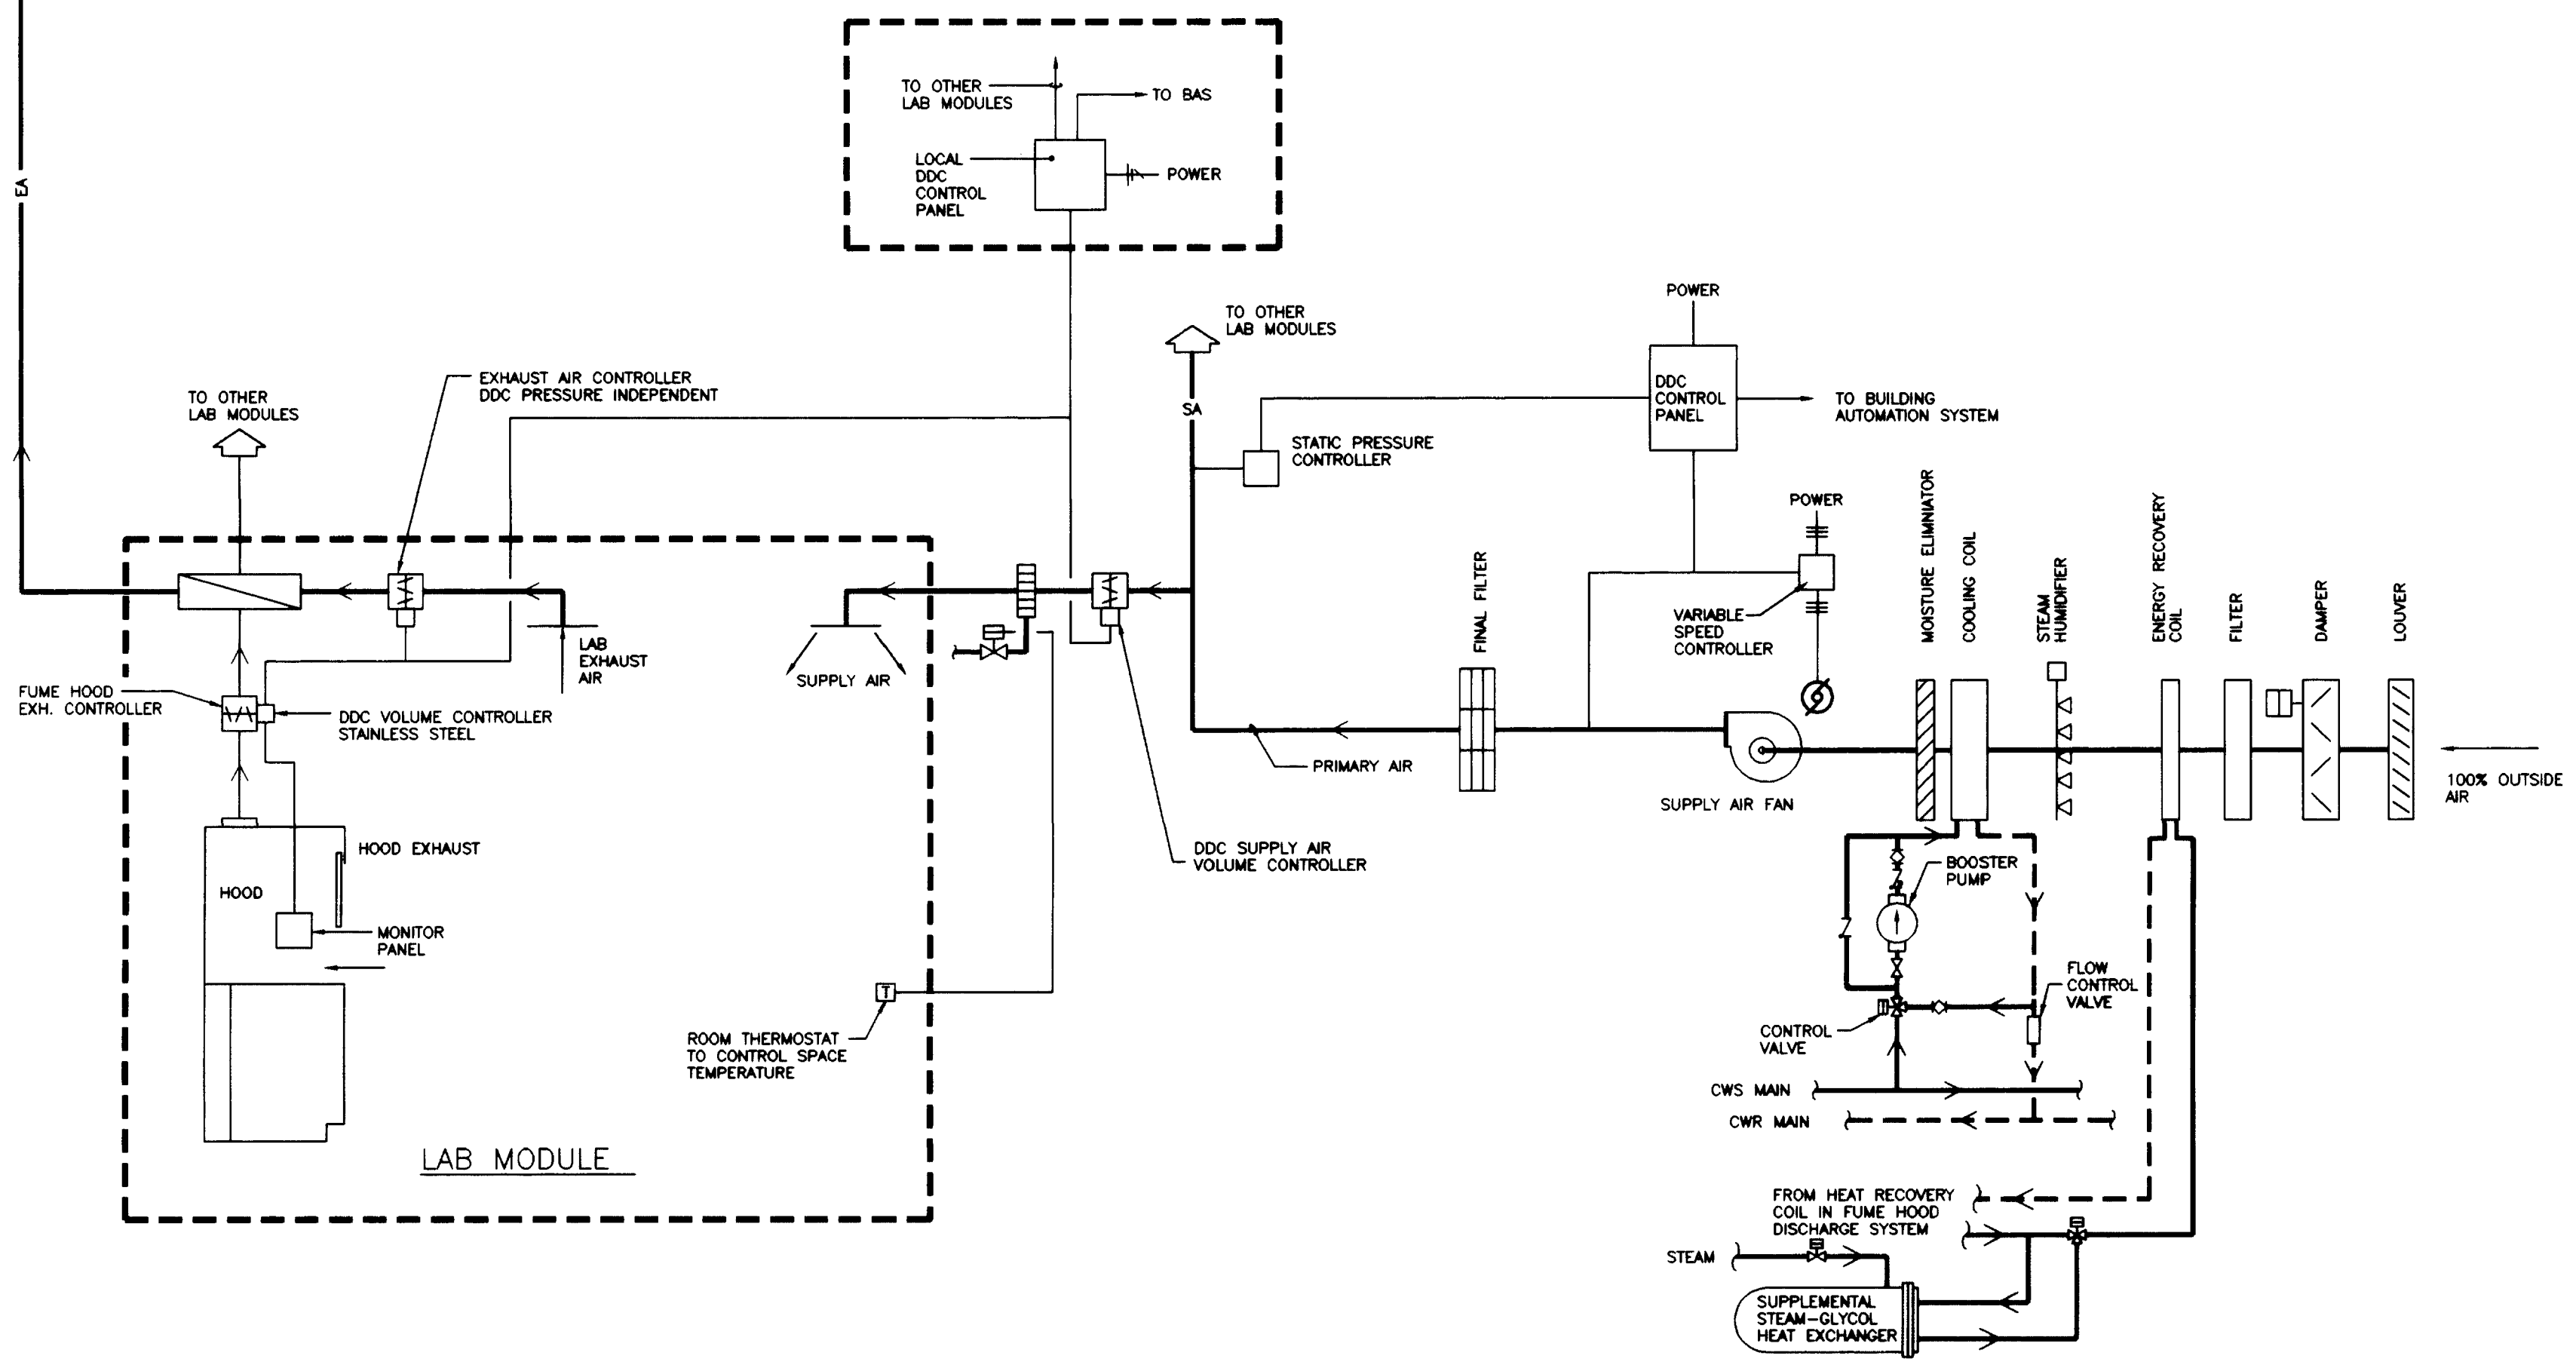 TO OTHER
LAB MODULES
TO BAS
LOCAL
DDC
CONTROL
PANEL
POWER
EA
TO OTHER
LAB MODULES
EXHAUST AIR CONTROLLER
DDC PRESSURE INDEPENDENT
TO OTHER
LAB MODULES
SA
STATIC PRESSURE
CONTROLLER
POWER
DDC
CONTROL
PANEL
TO BUILDING
AUTOMATION SYSTEM
POWER
VARIABLE
SPEED
CONTROLLER
FINAL FILTER
MOISTURE ELIMNIATOR
COOLING COIL
STEAM
HUMIDIFIER
ENERGY RECOVERY
COIL
FILTER
DAMPER
LOUVER
LAB
EXHAUST
AIR
SUPPLY AIR
FUME HOOD
EXH. CONTROLLER
DDC VOLUME CONTROLLER
STAINLESS STEEL
PRIMARY AIR
SUPPLY AIR FAN
100% OUTSIDE
AIR
HOOD EXHAUST
HOOD
MONITOR
PANEL
DDC SUPPLY AIR
VOLUME CONTROLLER
BOOSTER
PUMP
FLOW
CONTROL
VALVE
T
ROOM THERMOSTAT
TO CONTROL SPACE
TEMPERATURE
CONTROL
VALVE
CWS MAIN
CWR MAIN
LAB MODULE
FROM HEAT RECOVERY
COIL IN FUME HOOD
DISCHARGE SYSTEM
STEAM
SUPPLEMENTAL
STEAM-GLYCOL
HEAT EXCHANGER